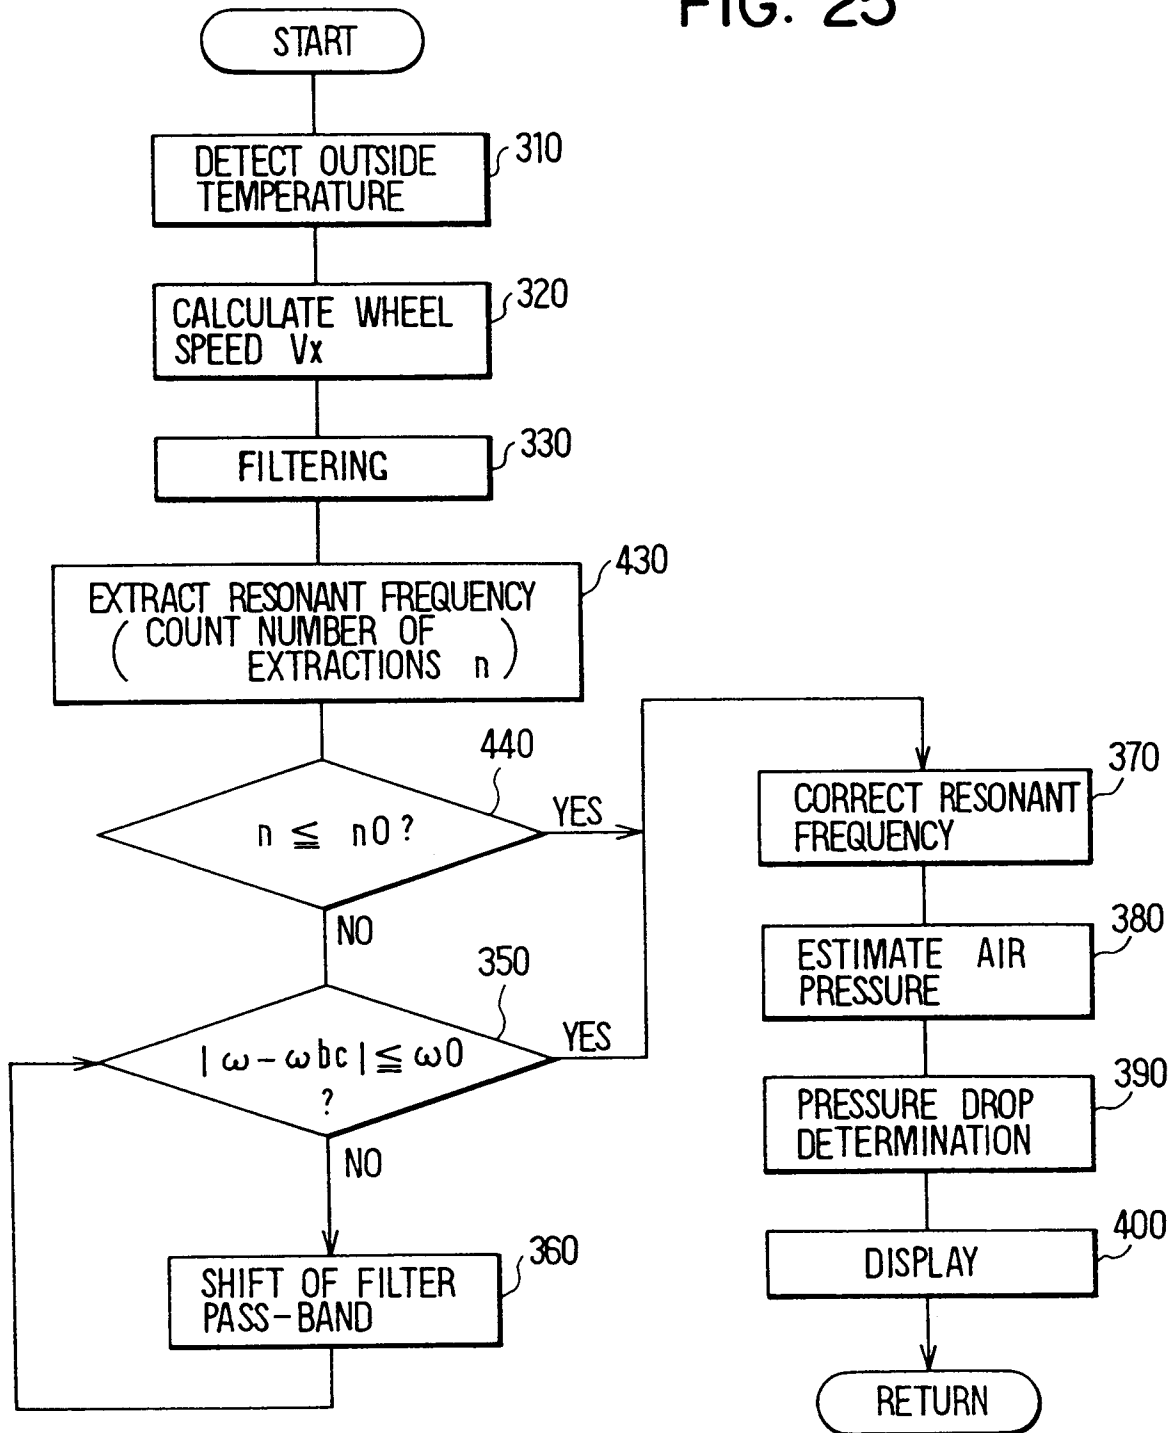 FIG. 25
START
DETECT OUTSIDE
TEMPERATURE
310
CALCULATE WHEEL
SPEED Vx
320
FILTERING
330
EXTRACT RESONANT FREQUENCY
( COUNT NUMBER OF
EXTRACTIONS n )
430
440
n ≦ n0 ?
YES
NO
350
| ω - ωbc | ≦ ω0
?
YES
NO
SHIFT OF FILTER
PASS-BAND
360
CORRECT RESONANT
FREQUENCY
370
ESTIMATE AIR
PRESSURE
380
PRESSURE DROP
DETERMINATION
390
DISPLAY
400
RETURN